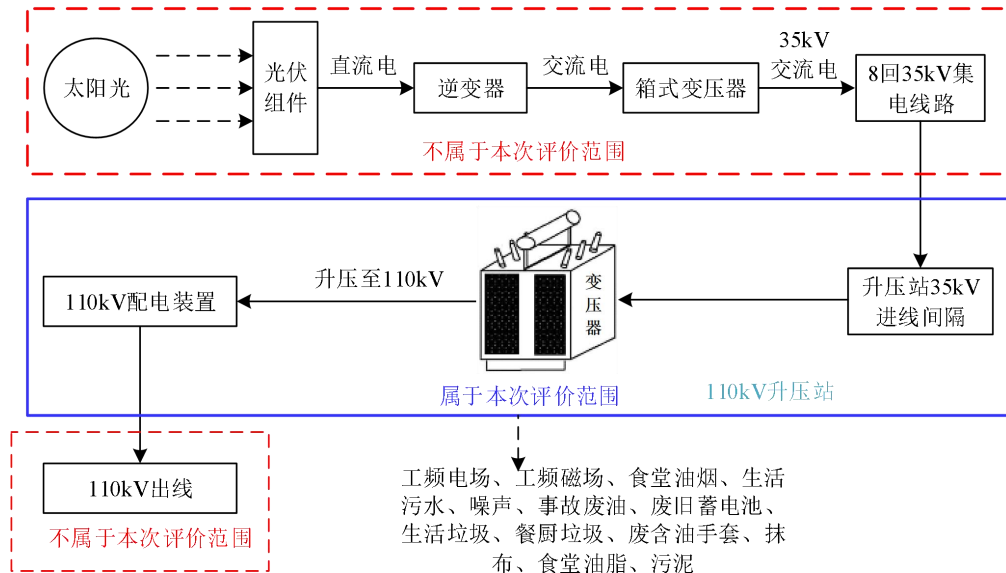 太阳光
光伏
组件
直流电
逆变器
交流电
箱式变压器
35kV
交流电
8回35kV集
电线路
不属于本次评价范围
110kV配电装置
升压至110kV
变
压
器
升压站35kV
进线间隔
属于本次评价范围
110kV升压站
110kV出线
不属于本次评价范围
工频电场、工频磁场、食堂油烟、生活
污水、噪声、事故废油、废旧蓄电池、
生活垃圾、餐厨垃圾、废含油手套、抹
布、食堂油脂、污泥